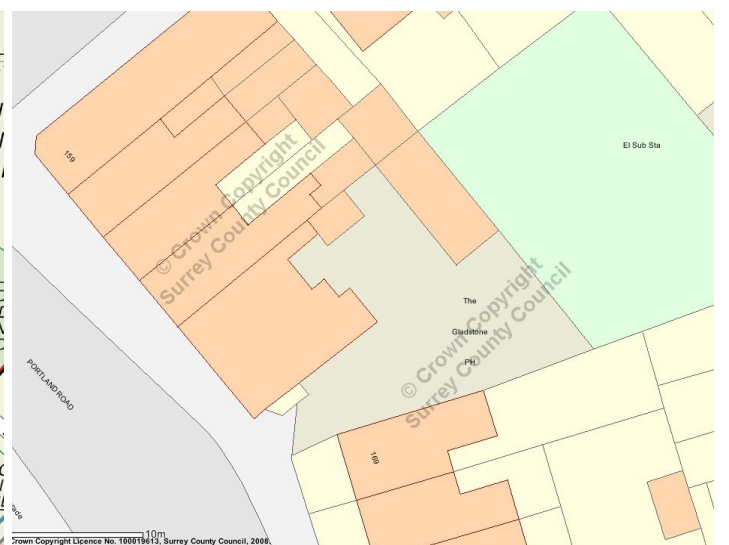 159
El Sub Sta
© Crown Copyright
Surrey County Council
The
Gladstone
PH
© Crown Copyright
Surrey County Council
PORTLAND ROAD
169
10m
Crown Copyright Licence No. 100019613, Surrey County Council, 2008.